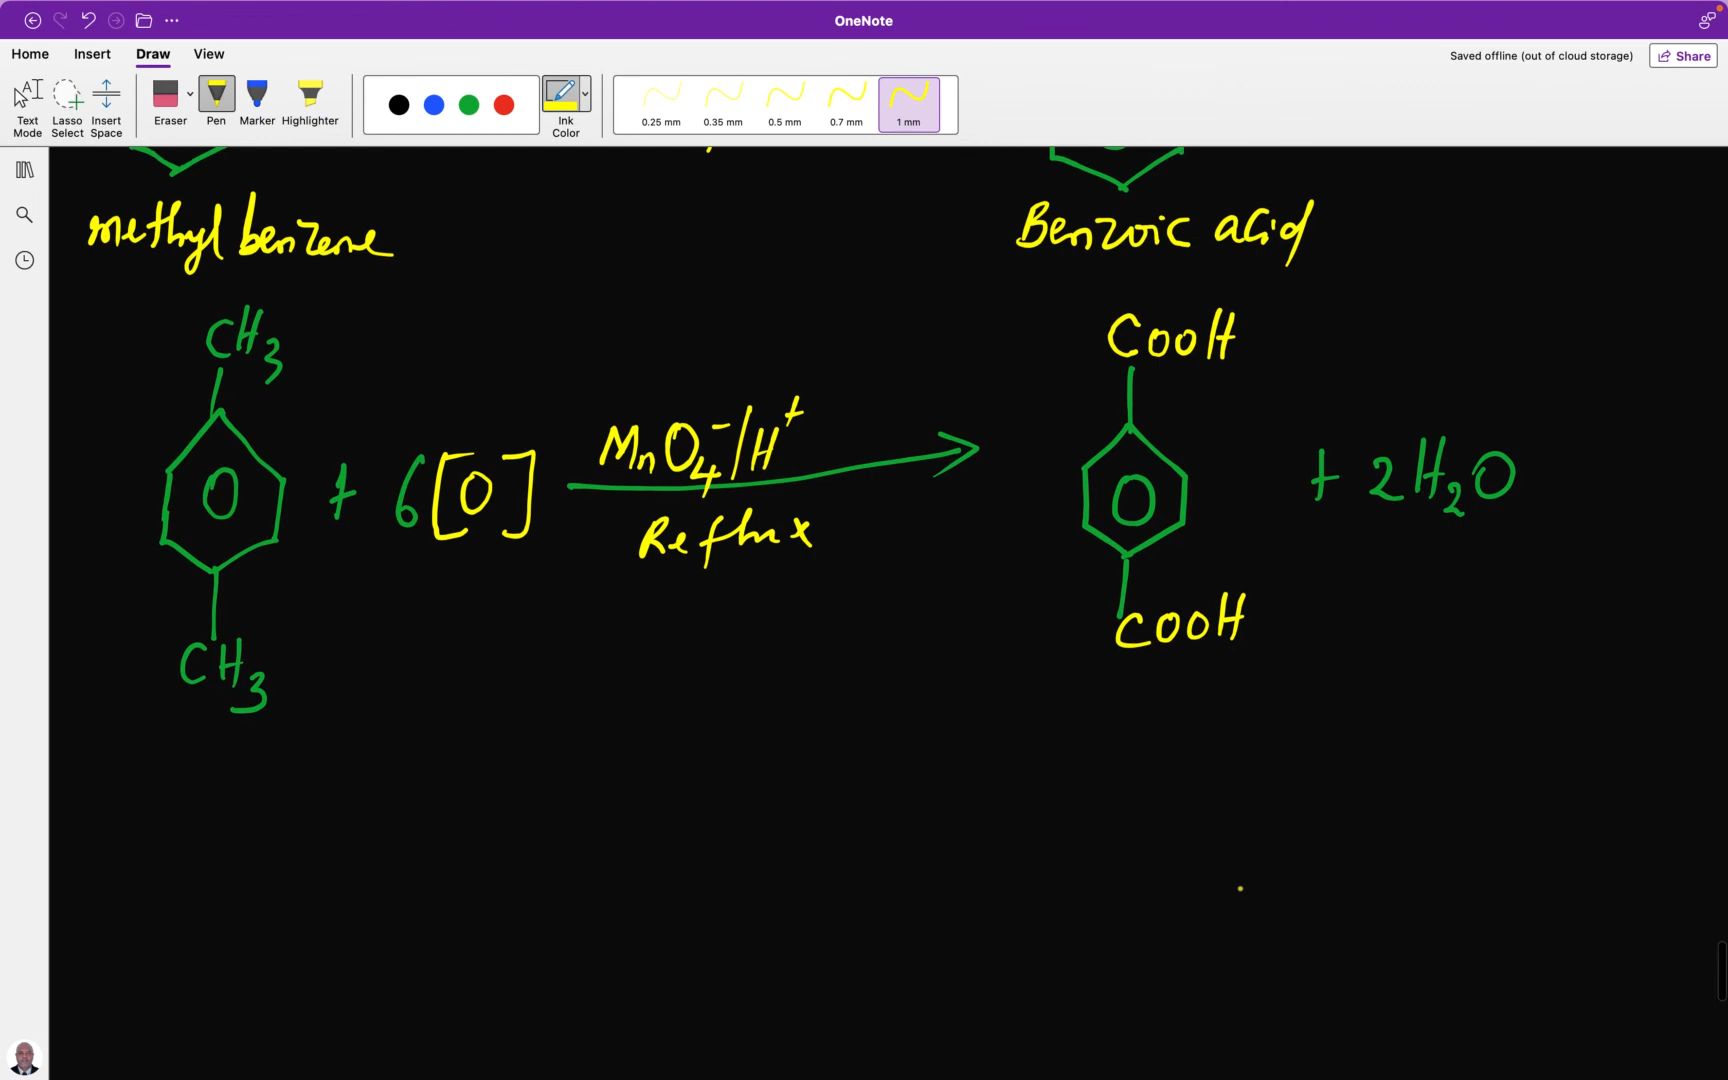 OneNote
Home Insert Draw View
Saved offline (out of cloud storage)
Share
Text Mode
Lasso Select
Insert Space
Eraser
Pen
Marker
Highlighter
Ink Color
0.25 mm
0.35 mm
0.5 mm
0.7 mm
1 mm
methyl benzene
Benzoic acid
CH₃
COOH
MnO₄⁻/H⁺
+ 6[O]
+ 2H₂O
Reflux
COOH
CH₃